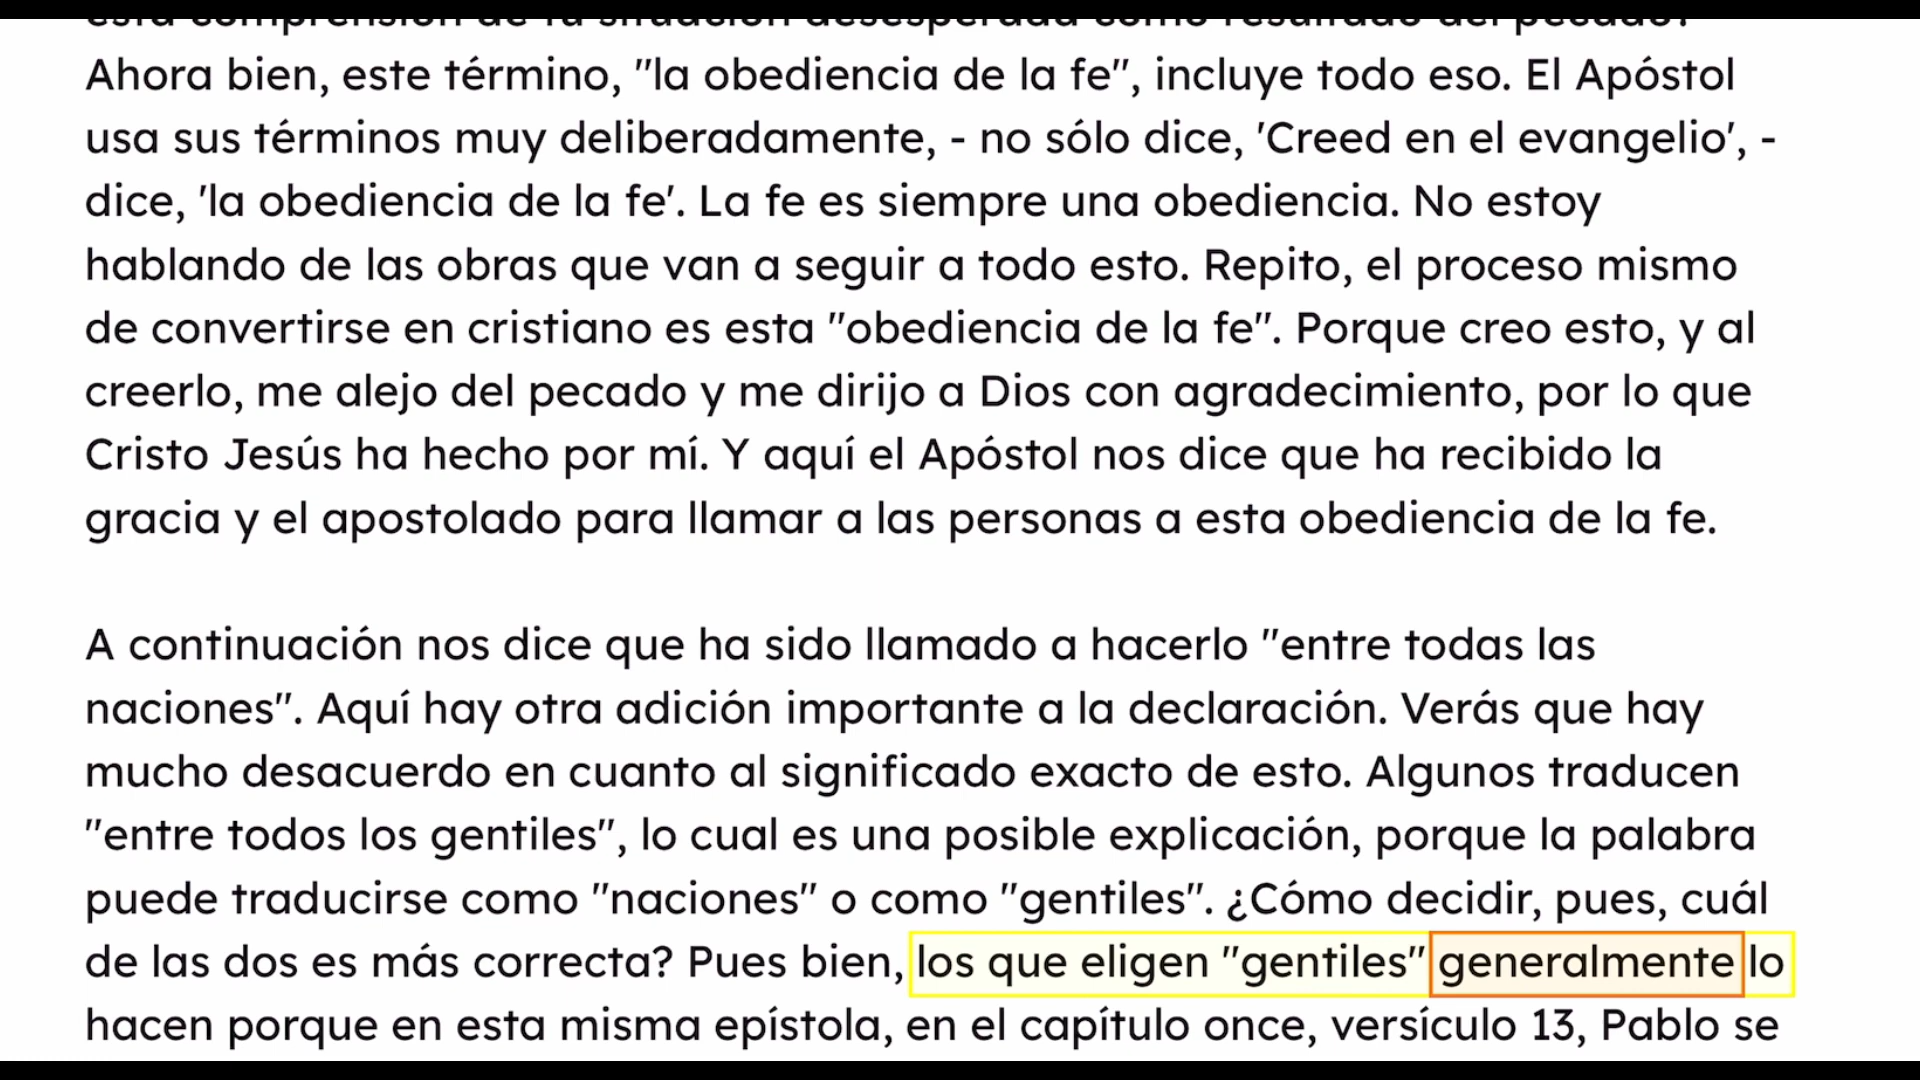 esta comprensión de tu situación desesperada como resultado del pecado?
Ahora bien, este término, "la obediencia de la fe", incluye todo eso. El Apóstol
usa sus términos muy deliberadamente, - no sólo dice, 'Creed en el evangelio', -
dice, 'la obediencia de la fe'. La fe es siempre una obediencia. No estoy
hablando de las obras que van a seguir a todo esto. Repito, el proceso mismo
de convertirse en cristiano es esta "obediencia de la fe". Porque creo esto, y al
creerlo, me alejo del pecado y me dirijo a Dios con agradecimiento, por lo que
Cristo Jesús ha hecho por mí. Y aquí el Apóstol nos dice que ha recibido la
gracia y el apostolado para llamar a las personas a esta obediencia de la fe.
A continuación nos dice que ha sido llamado a hacerlo "entre todas las
naciones". Aquí hay otra adición importante a la declaración. Verás que hay
mucho desacuerdo en cuanto al significado exacto de esto. Algunos traducen
"entre todos los gentiles", lo cual es una posible explicación, porque la palabra
puede traducirse como "naciones" o como "gentiles". ¿Cómo decidir, pues, cuál
de las dos es más correcta? Pues bien, los que eligen "gentiles" generalmente lo
hacen porque en esta misma epístola, en el capítulo once, versículo 13, Pablo se